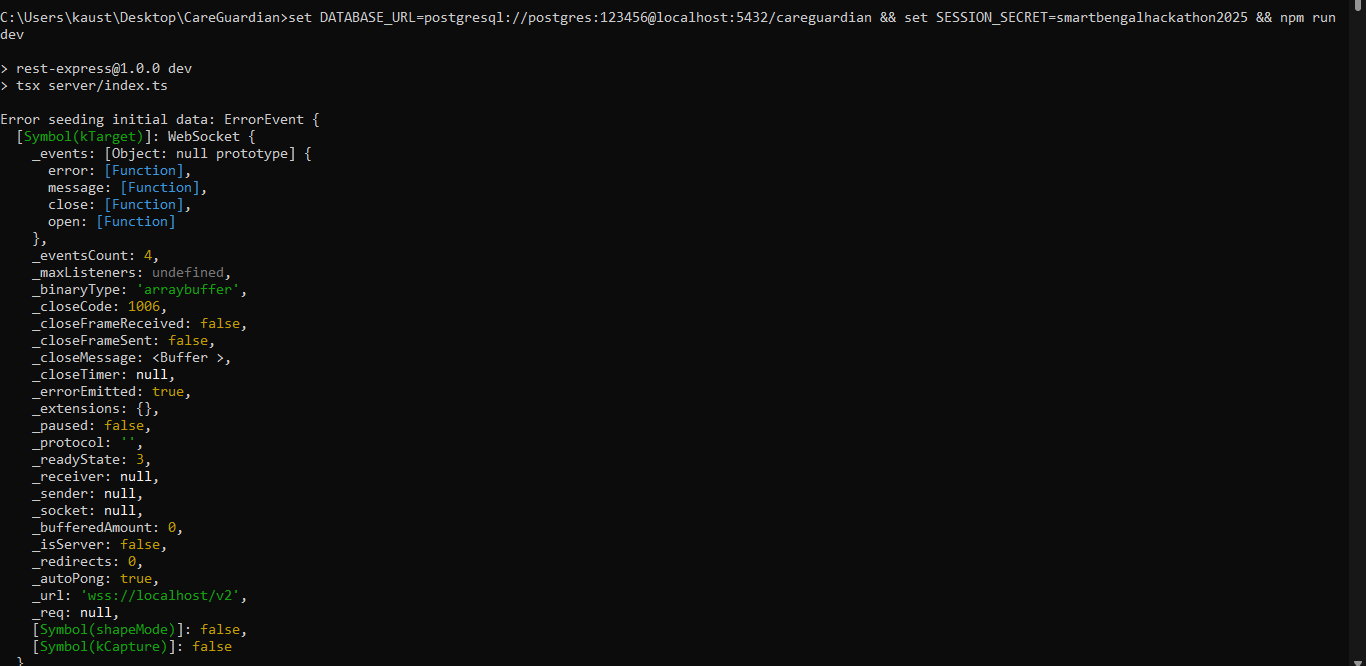 C:\Users\kaust\Desktop\CareGuardian>set DATABASE_URL=postgresql://postgres:123456@localhost:5432/careguardian && set SESSION_SECRET=smartbengalhackathon2025 && npm run
dev

> rest-express@1.0.0 dev
> tsx server/index.ts

Error seeding initial data: ErrorEvent {
  [Symbol(kTarget)]: WebSocket {
    _events: [Object: null prototype] {
      error: [Function],
      message: [Function],
      close: [Function],
      open: [Function]
    },
    _eventsCount: 4,
    _maxListeners: undefined,
    _binaryType: 'arraybuffer',
    _closeCode: 1006,
    _closeFrameReceived: false,
    _closeFrameSent: false,
    _closeMessage: <Buffer >,
    _closeTimer: null,
    _errorEmitted: true,
    _extensions: {},
    _paused: false,
    _protocol: '',
    _readyState: 3,
    _receiver: null,
    _sender: null,
    _socket: null,
    _bufferedAmount: 0,
    _isServer: false,
    _redirects: 0,
    _autoPong: true,
    _url: 'wss://localhost/v2',
    _req: null,
    [Symbol(shapeMode)]: false,
    [Symbol(kCapture)]: false
  }